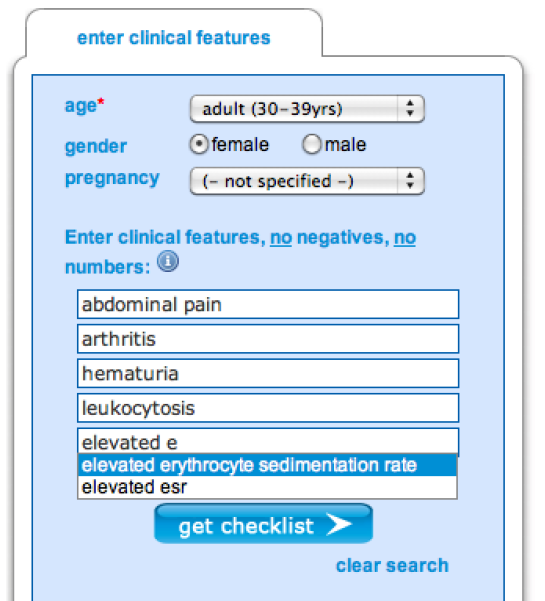 enter clinical features
age*
adult (30-39yrs)
gender
female
male
pregnancy
(- not specified -)
Enter clinical features, no negatives, no
numbers:
abdominal pain
arthritis
hematuria
leukocytosis
elevated e
elevated erythrocyte sedimentation rate
elevated esr
get checklist
clear search